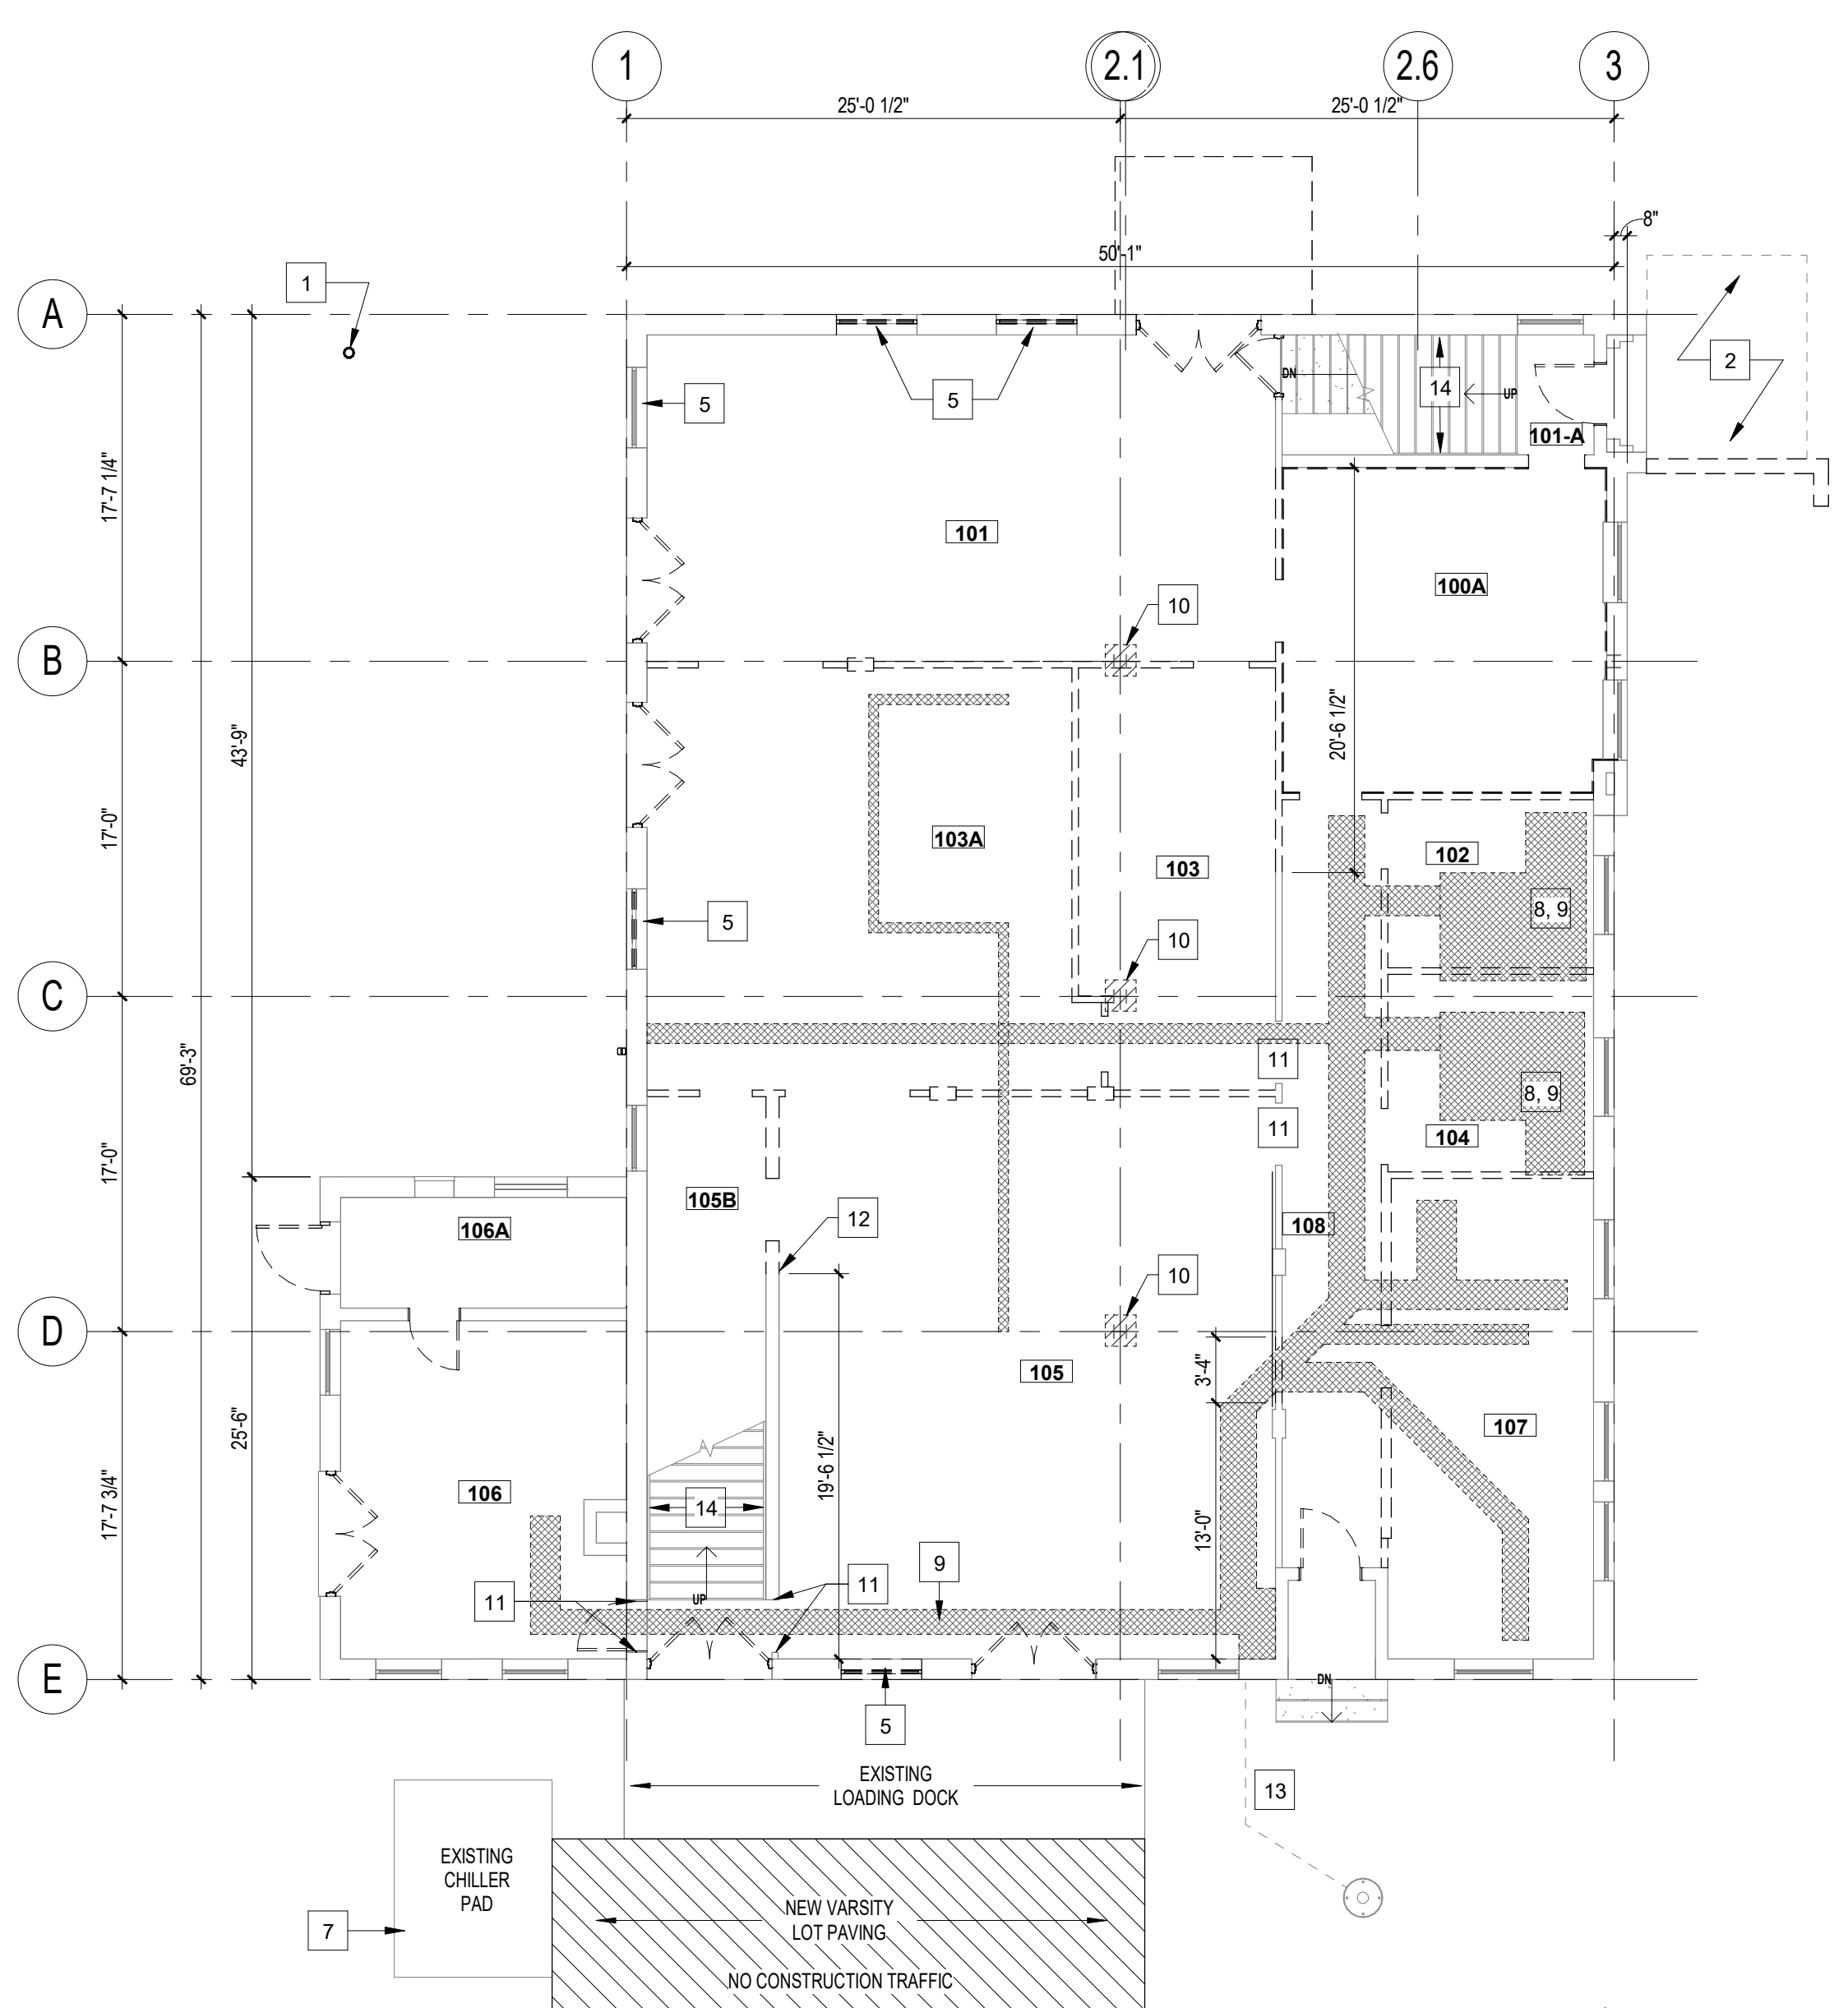 1
2.1
2.6
3
25'-0 1/2"
25'-0 1/2"
8"
50'-1"
1
A
2
DN
14
UP
5
5
101-A
17'-7 1/4"
101
100A
10
B
43'-9"
20'-6 1/2"
17'-0"
103A
103
102
5
8, 9
10
C
69'-3"
11
8, 9
11
104
17'-0"
105B
12
108
106A
10
D
105
3'-4"
25'-6"
107
19'-6 1/2"
106
17'-7 3/4"
14
13'-0"
9
11
11
UP
E
DN
5
EXISTING
LOADING DOCK
13
EXISTING
CHILLER
PAD
NEW VARSITY
LOT PAVING
7
NO CONSTRUCTION TRAFFIC